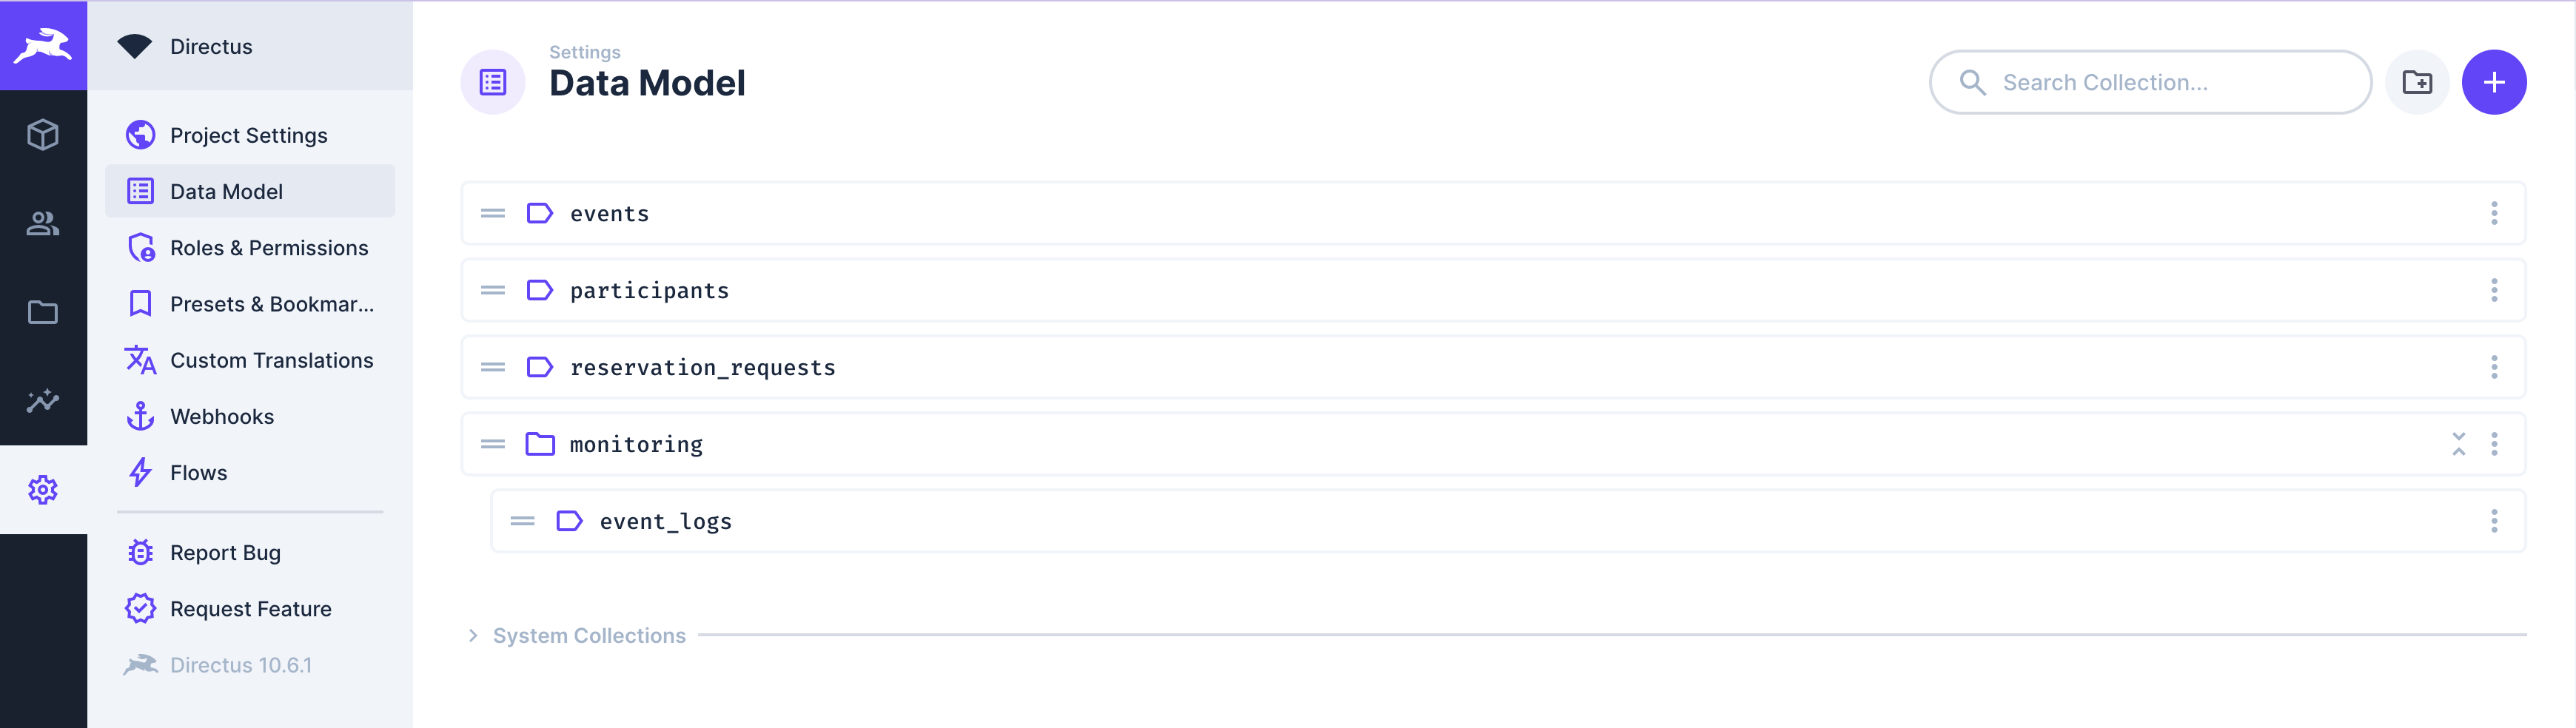 Directus
Project Settings
Data Model
Roles & Permissions
Presets & Bookmar...
Custom Translations
Webhooks
Flows
Report Bug
Request Feature
Directus 10.6.1
Settings
Data Model
Search Collection...
events
participants
reservation_requests
monitoring
event_logs
System Collections